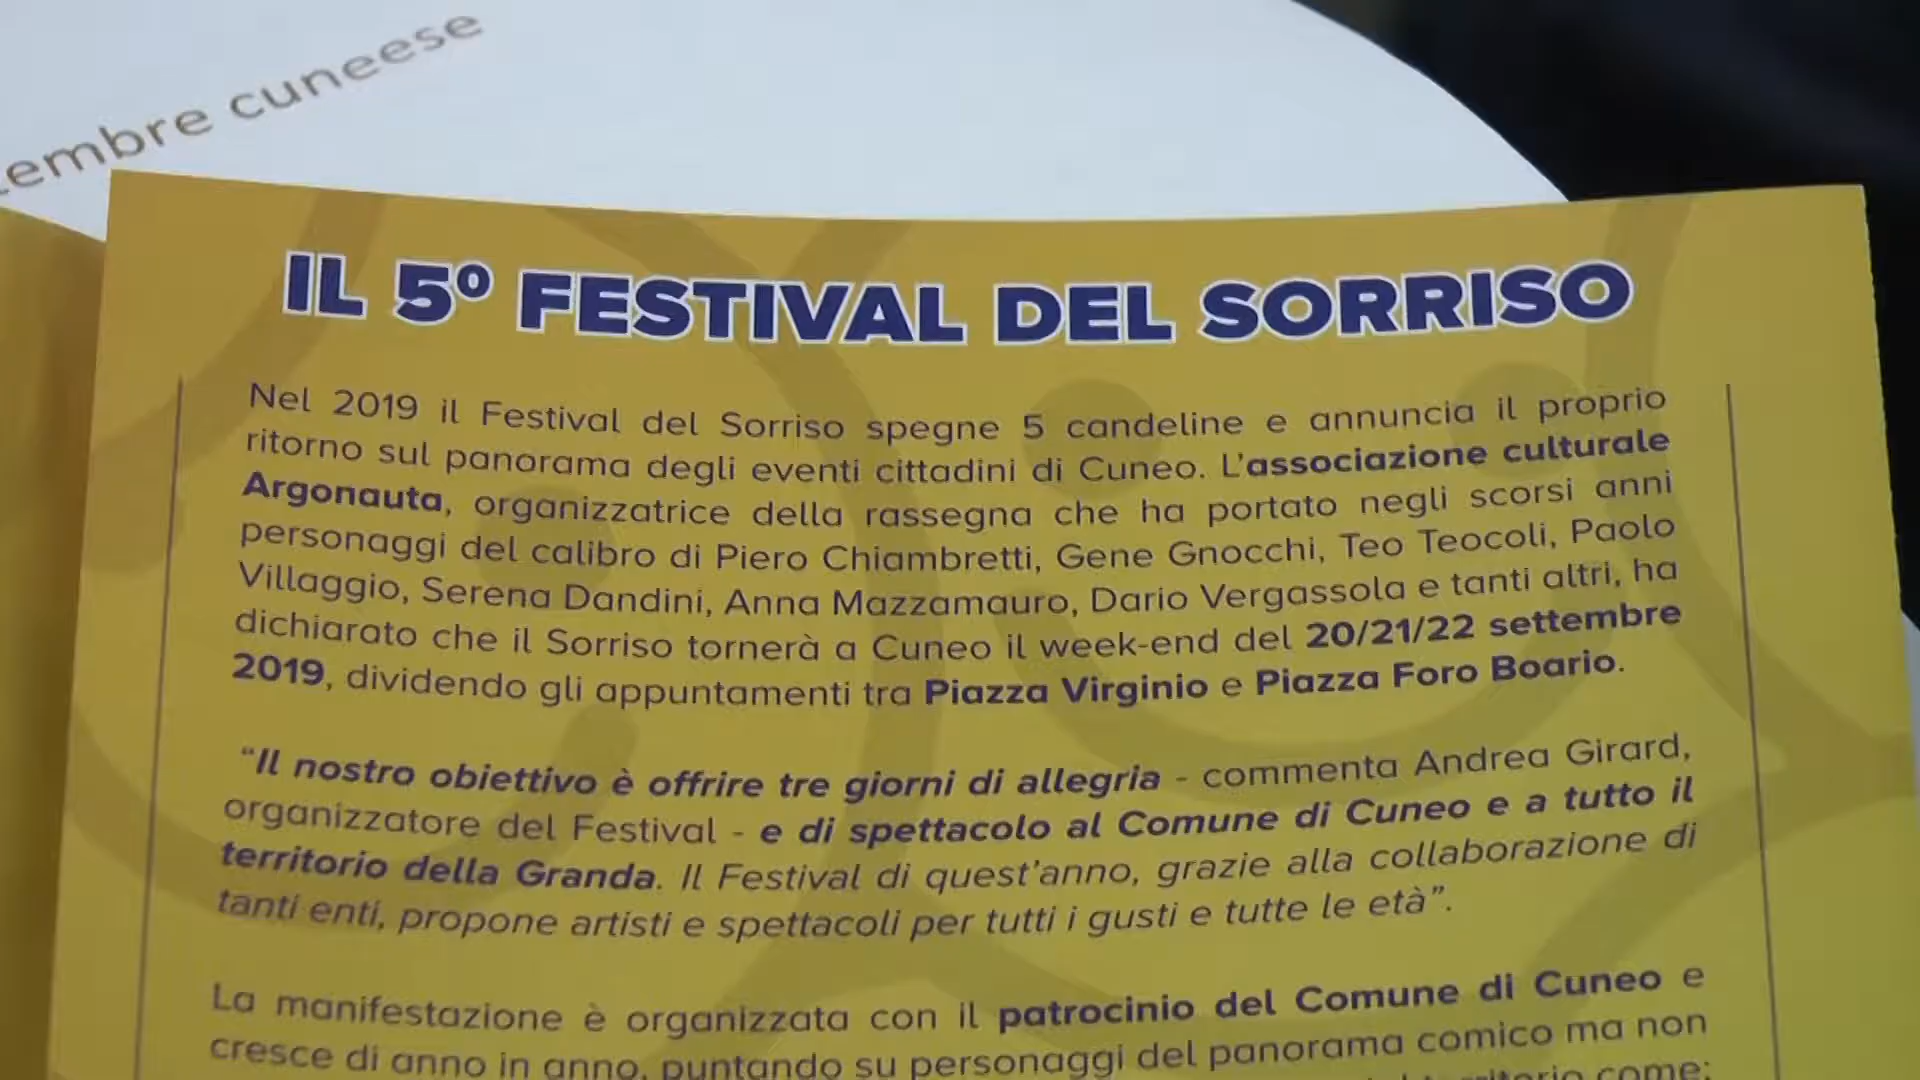 embre cuneese
IL 5º FESTIVAL DEL SORRISO
Nel 2019 il Festival del Sorriso spegne 5 candeline e annuncia il proprio
ritorno sul panorama degli eventi cittadini di Cuneo. L'associazione culturale
Argonauta, organizzatrice della rassegna che ha portato negli scorsi anni
personaggi del calibro di Piero Chiambretti, Gene Gnocchi, Teo Teocoli, Paolo
Villaggio, Serena Dandini, Anna Mazzamauro, Dario Vergassola e tanti altri, ha
dichiarato che il Sorriso tornerà a Cuneo il week-end del 20/21/22 settembre
2019, dividendo gli appuntamenti tra Piazza Virginio e Piazza Foro Boario.
“Il nostro obiettivo è offrire tre giorni di allegria - commenta Andrea Girard,
organizzatore del Festival - e di spettacolo al Comune di Cuneo e a tutto il
territorio della Granda. Il Festival di quest'anno, grazie alla collaborazione di
tanti enti, propone artisti e spettacoli per tutti i gusti e tutte le età”.
La manifestazione è organizzata con il patrocinio del Comune di Cuneo e
cresce di anno in anno, puntando su personaggi del panorama comico ma non
territorio come: